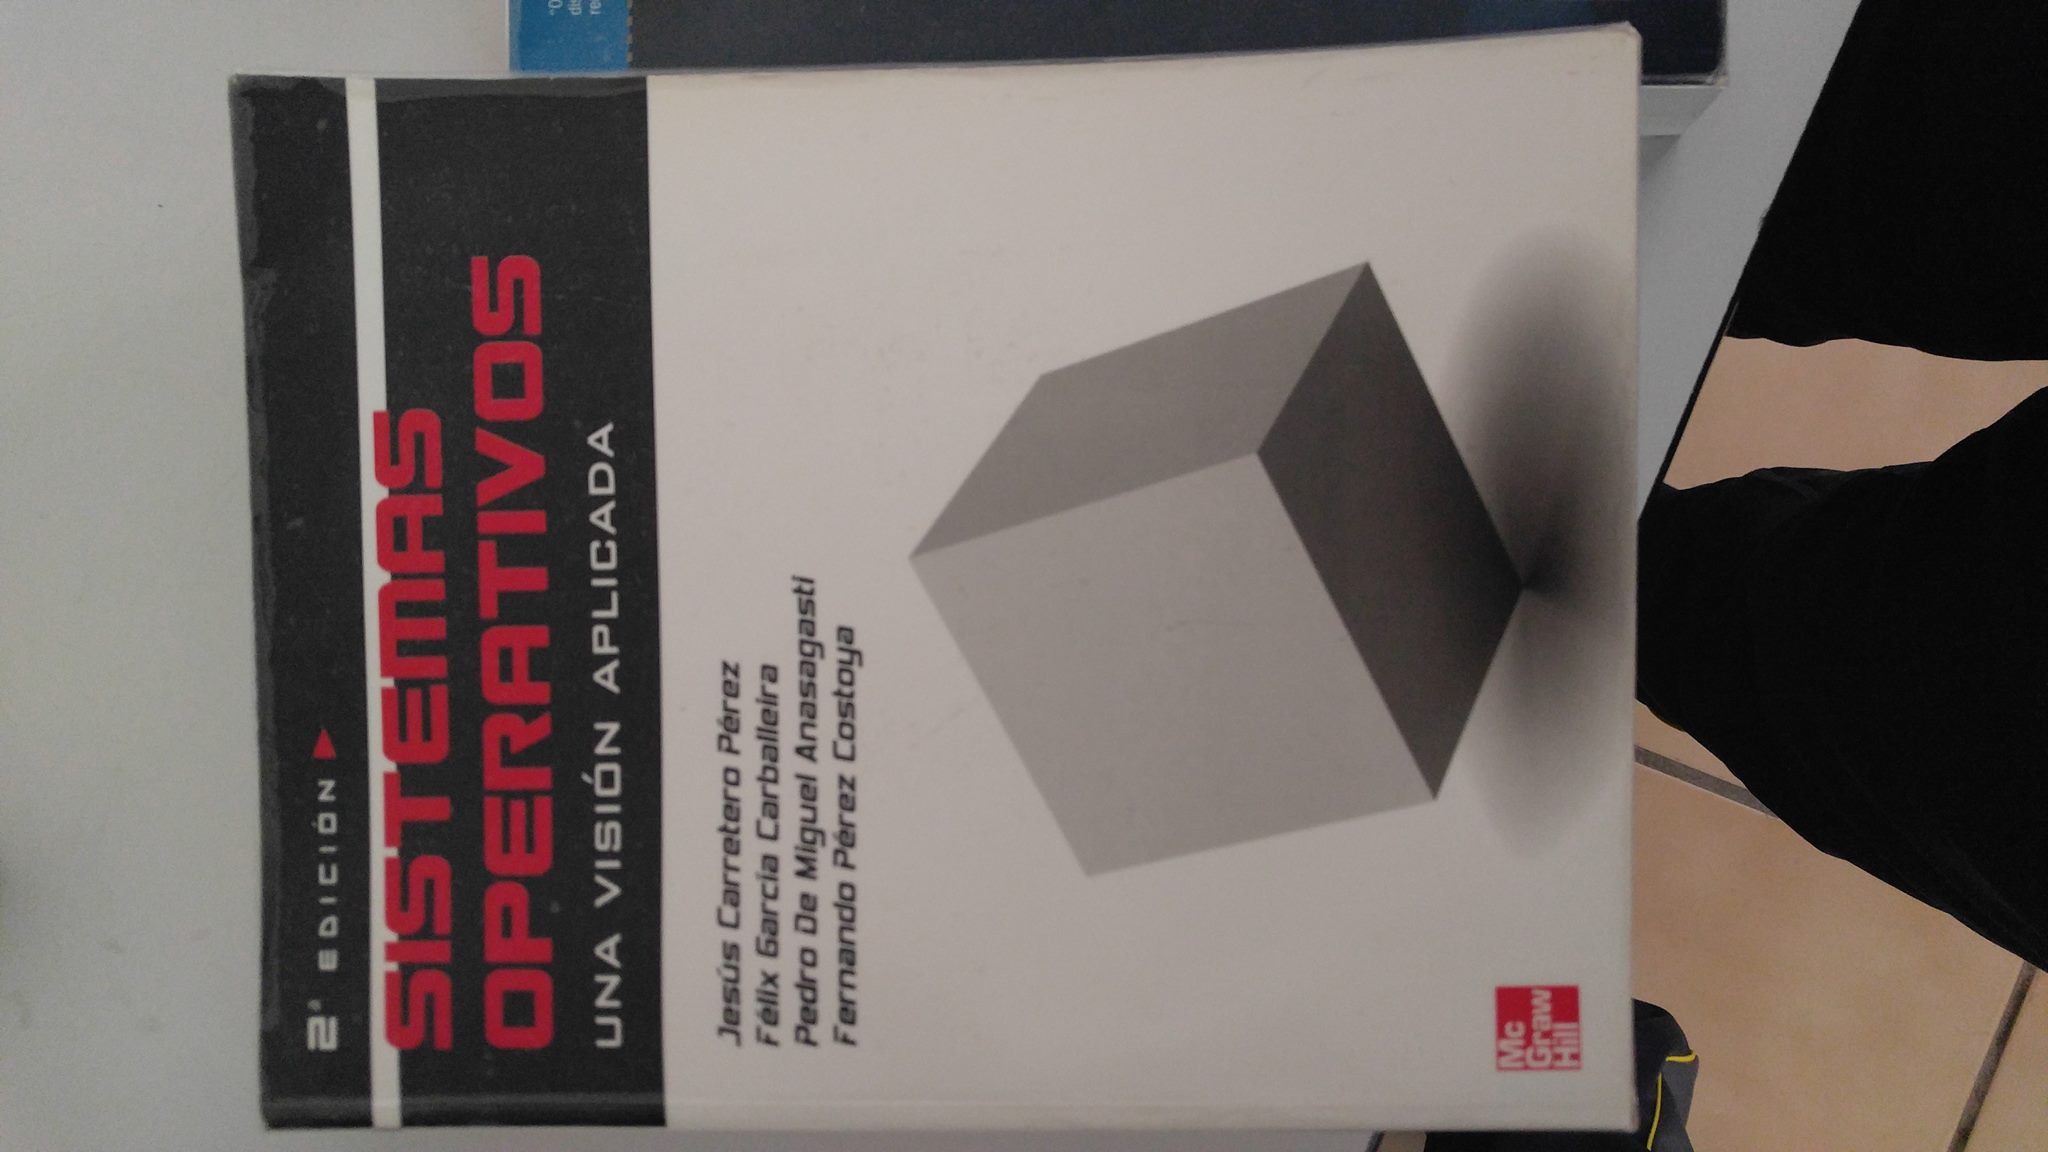 2ª EDICIÓN
SISTEMAS
OPERATIVOS
UNA VISIÓN APLICADA
Jesús Carretero Pérez
Félix García Carballeira
Pedro De Miguel Anasagasti
Fernando Pérez Costoya
Mc
Graw
Hill